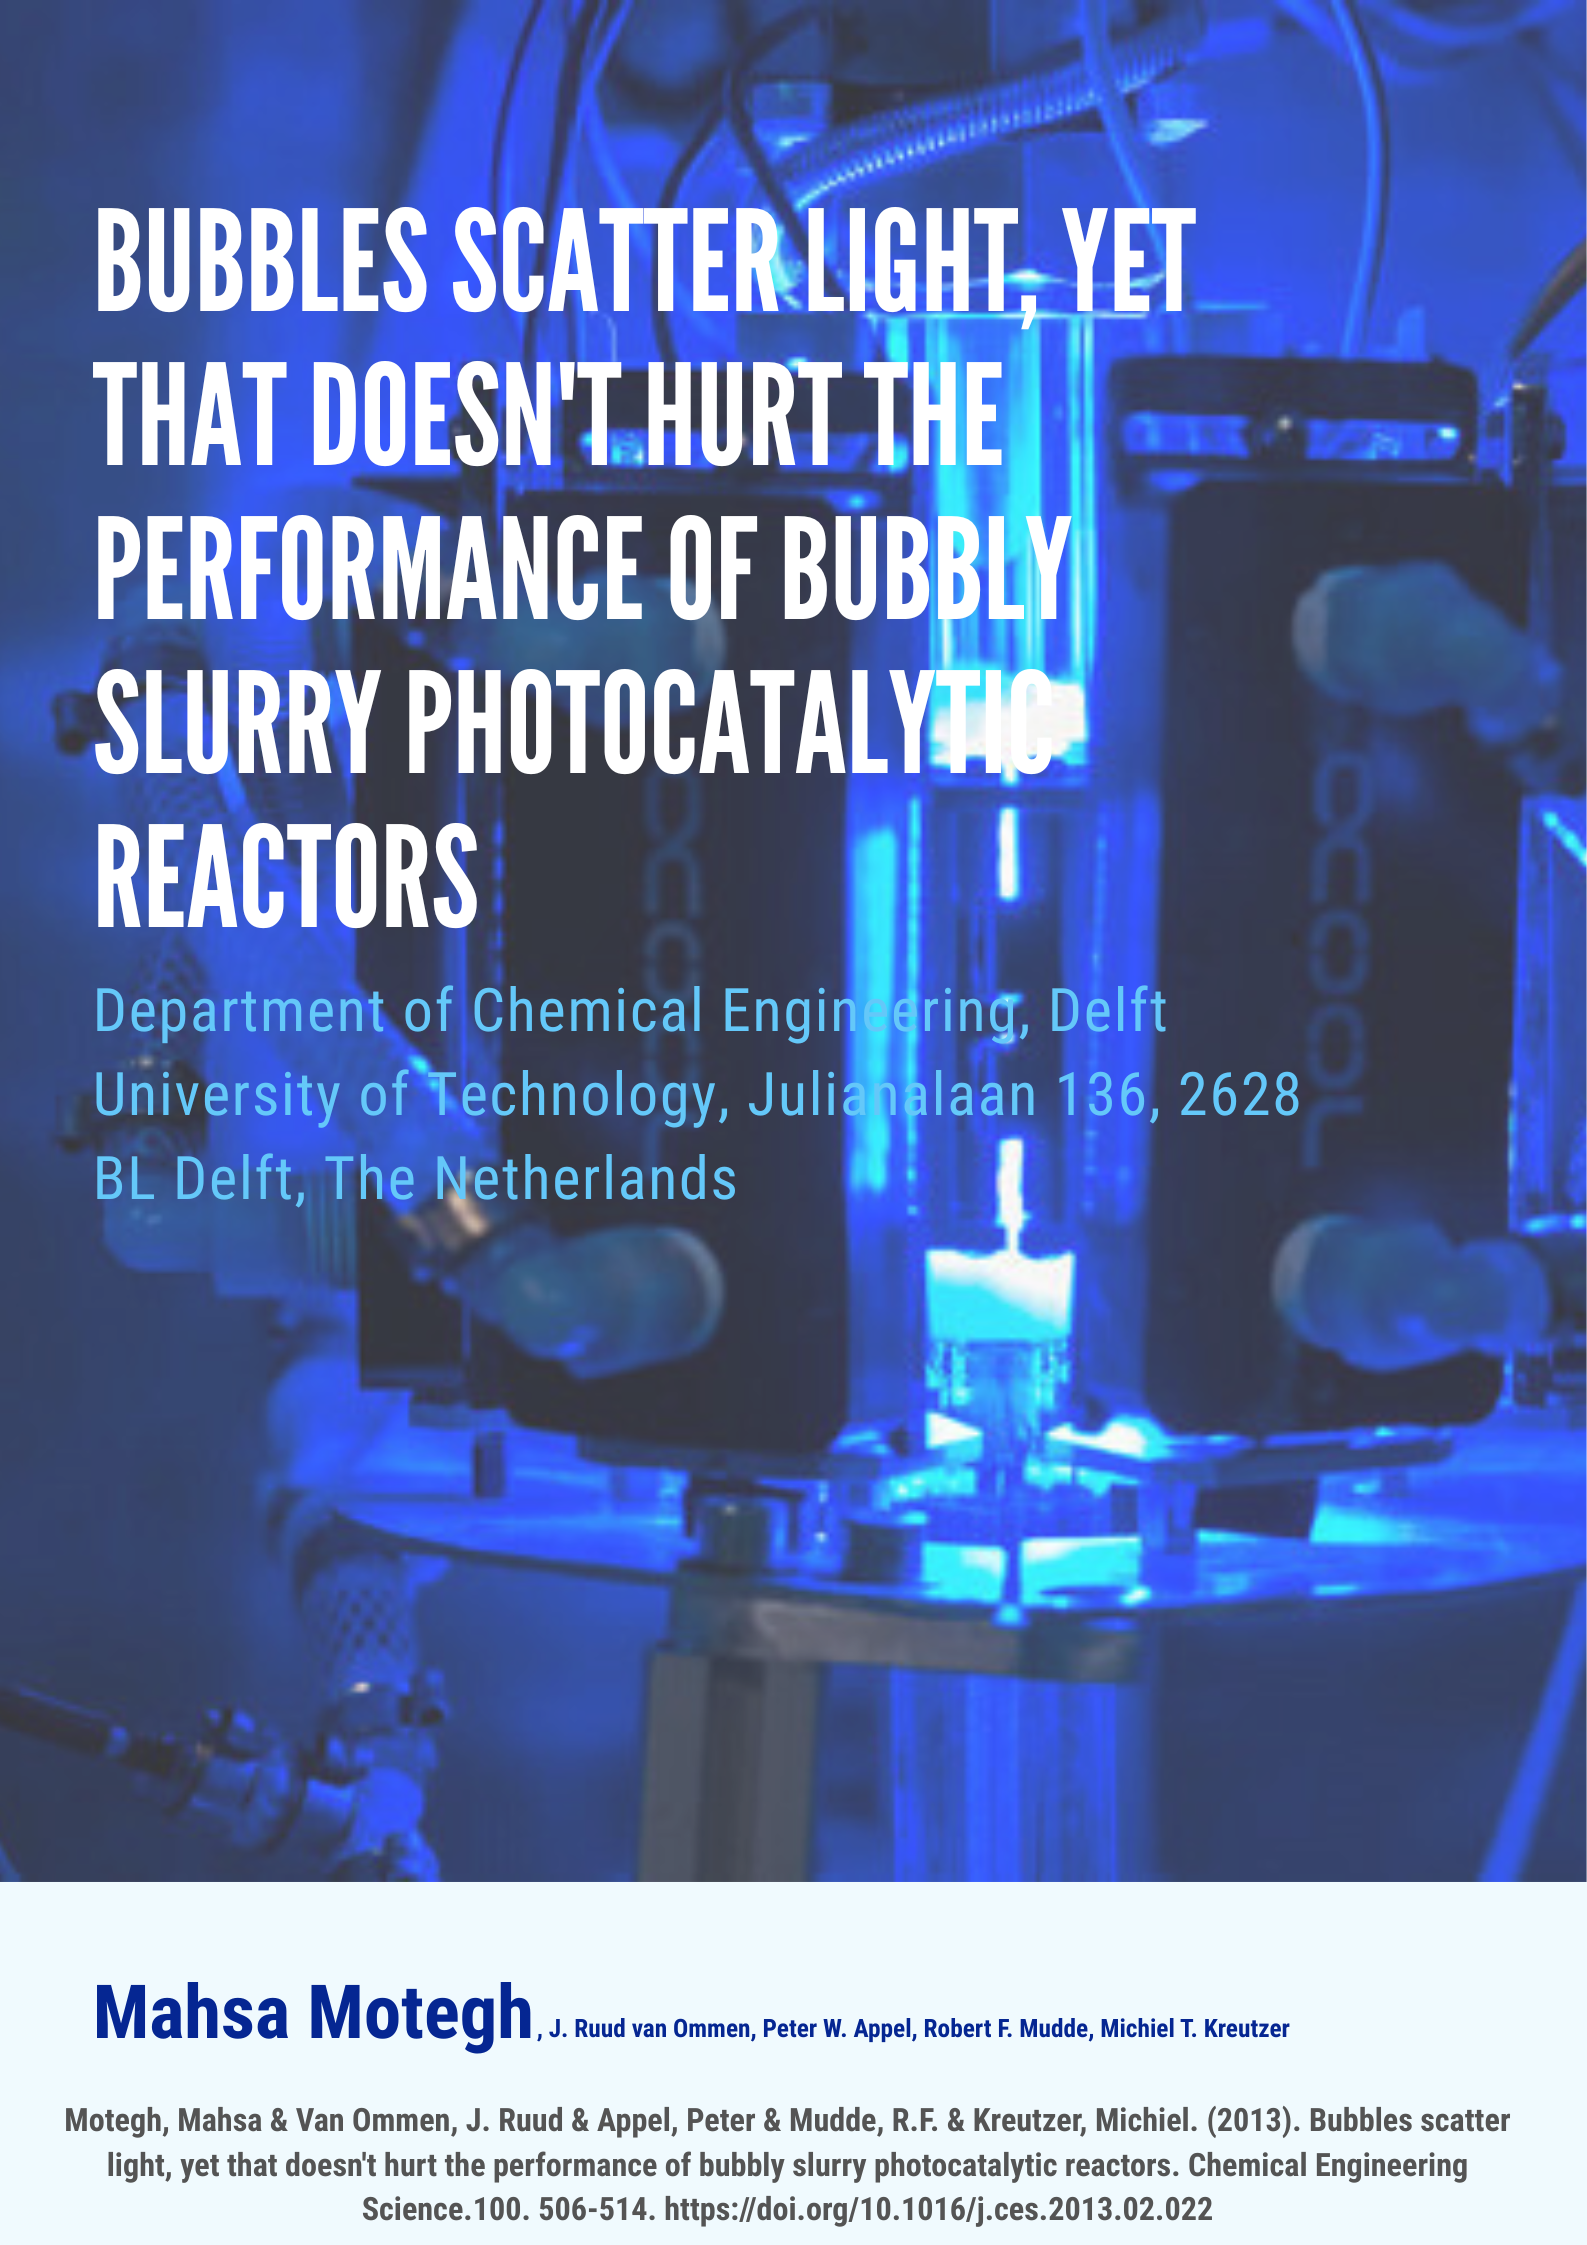 BUBBLES SCATTER LIGHT, YET
THAT DOESN'T HURT THE
PERFORMANCE OF BUBBLY
SLURRY PHOTOCATALYTIC
REACTORS
Department of Chemical Engineering, Delft
University of Technology, Julianalaan 136, 2628
BL Delft, The Netherlands
Mahsa Motegh, J. Ruud van Ommen, Peter W. Appel, Robert F. Mudde, Michiel T. Kreutzer
Motegh, Mahsa & Van Ommen, J. Ruud & Appel, Peter & Mudde, R.F. & Kreutzer, Michiel. (2013). Bubbles scatter
light, yet that doesn't hurt the performance of bubbly slurry photocatalytic reactors. Chemical Engineering
Science.100. 506-514. https://doi.org/10.1016/j.ces.2013.02.022